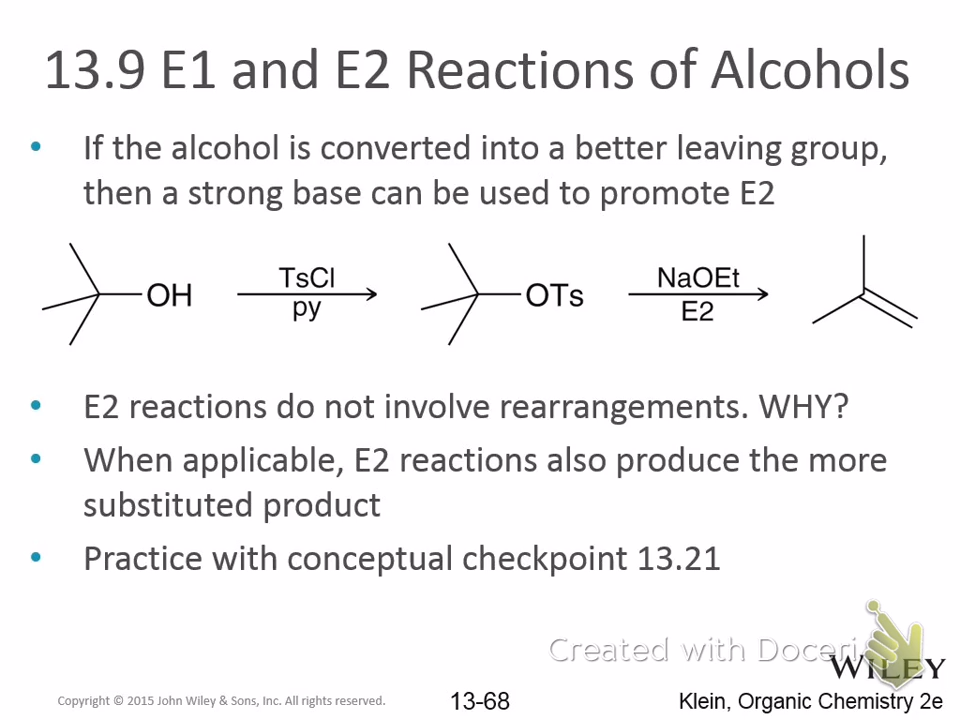 13.9 E1 and E2 Reactions of Alcohols
• If the alcohol is converted into a better leaving group,
then a strong base can be used to promote E2
OH
TsCl
py
OTs
NaOEt
E2
• E2 reactions do not involve rearrangements. WHY?
• When applicable, E2 reactions also produce the more
substituted product
• Practice with conceptual checkpoint 13.21
Created with Doceri
WILEY
Copyright © 2015 John Wiley & Sons, Inc. All rights reserved.
13-68
Klein, Organic Chemistry 2e